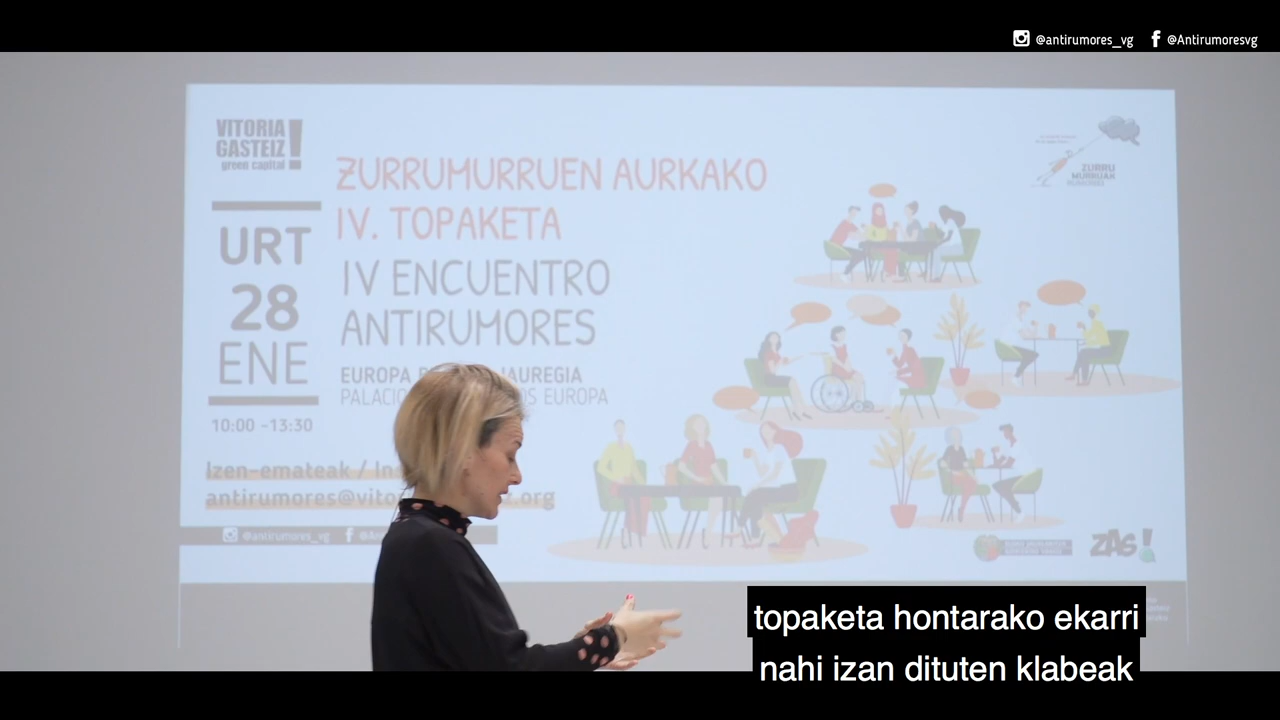 @antirumores_vg @Antirumoresvg
VITORIA
GASTEIZ
green capital
URT
28
ENE
10:00 -13:30
ZURRUMURRUEN AURKAKO
IV. TOPAKETA
IV ENCUENTRO
ANTIRUMORES
EUROPA JAUREGIA
PALACIO EUROPA
Izen-emateak /
antirumores@ .org
@antirumores_vg
ZURRU
MURRUAK
ZAS!
topaketa hontarako ekarri
nahi izan dituten klabeak